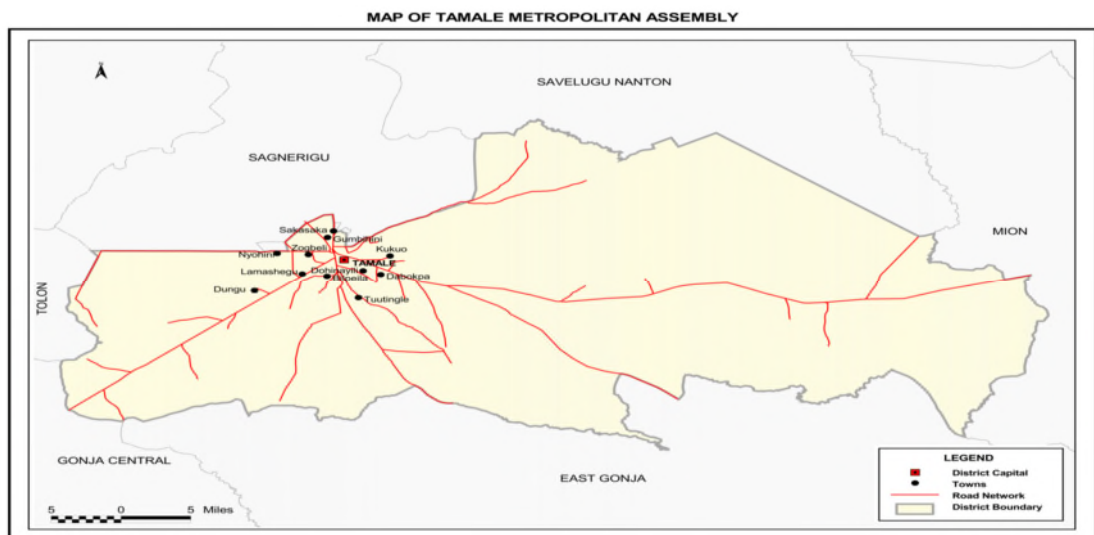 MAP OF TAMALE METROPOLITAN ASSEMBLY
N
SAVELUGU NANTON
SAGNERIGU
MION
TOLON
Sakasaka
Gumbihini
Zogbeli
Nyohini
Kukuo
TAMALE
Lamashegu
Dohinayili
Dabokpa
Dungu
Tuutingle
GONJA CENTRAL
EAST GONJA
5 0 5 Miles
LEGEND
District Capital
Towns
Road Network
District Boundary